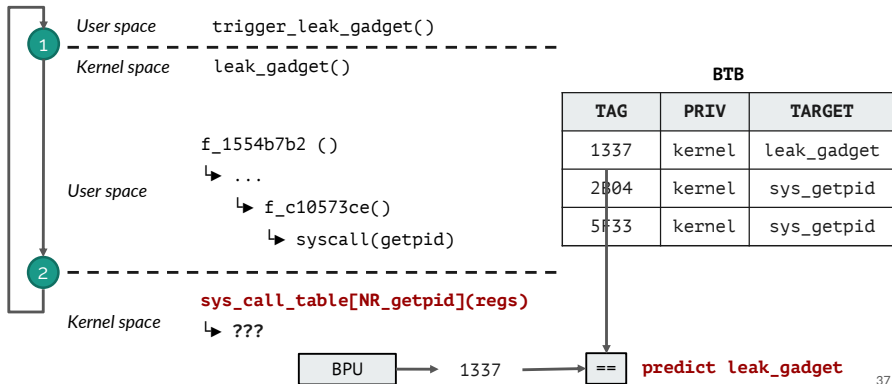 User space trigger_leak_gadget()
1
Kernel space leak_gadget()
BTB
TAG PRIV TARGET
1337 kernel leak_gadget
2B04 kernel sys_getpid
5F33 kernel sys_getpid
f_1554b7b2 ()
↳ ...
User space
↳ f_c10573ce()
↳ syscall(getpid)
2
sys_call_table[NR_getpid](regs)
Kernel space
↳ ???
BPU 1337 == predict leak_gadget
37